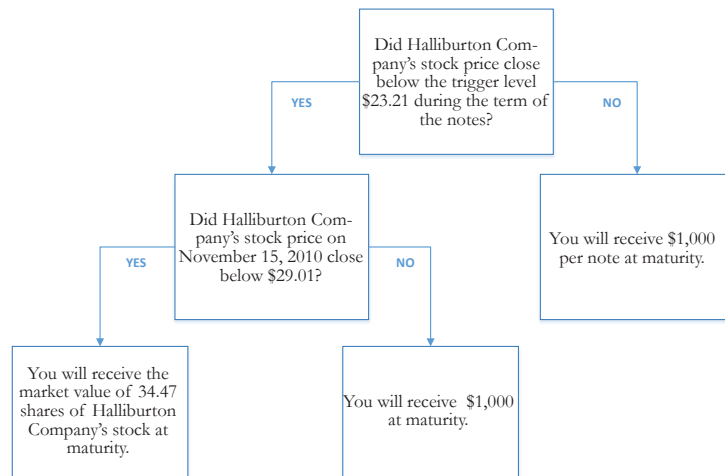 Did Halliburton Com-
pany's stock price close
below the trigger level
$23.21 during the term of
the notes?
YES
NO
Did Halliburton Com-
pany's stock price on
November 15, 2010 close
below $29.01?
You will receive $1,000
per note at maturity.
YES
NO
You will receive the
market value of 34.47
shares of Halliburton
Company's stock at
maturity.
You will receive $1,000
at maturity.